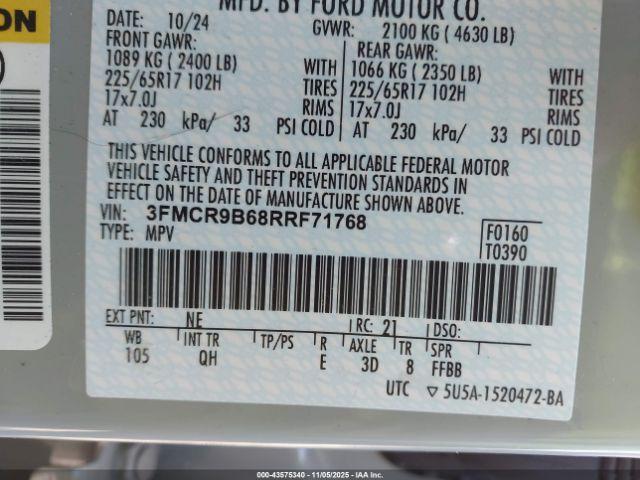 ON
MFD. BY FORD MOTOR CO.
DATE: 10/24 GVWR: 2100 KG ( 4630 LB)
FRONT GAWR: REAR GAWR:
1089 KG ( 2400 LB) WITH 1066 KG ( 2350 LB) WITH
225/65R17 102H TIRES 225/65R17 102H TIRES
17x7.0J RIMS 17x7.0J RIMS
AT 230 kPa/ 33 PSI COLD AT 230 kPa/ 33 PSI COLD
THIS VEHICLE CONFORMS TO ALL APPLICABLE FEDERAL MOTOR
VEHICLE SAFETY AND THEFT PREVENTION STANDARDS IN
EFFECT ON THE DATE OF MANUFACTURE SHOWN ABOVE.
VIN: 3FMCR9B68RRF71768 F0160
TYPE: MPV T0390
EXT PNT: NE RC: 21 DSO:
WB INT TR TP/PS R AXLE TR SPR
105 QH E 3D 8 FFBB
UTC ▽5U5A-1520472-BA
000-43575340 - 11/05/2025 - IAAI, Inc.